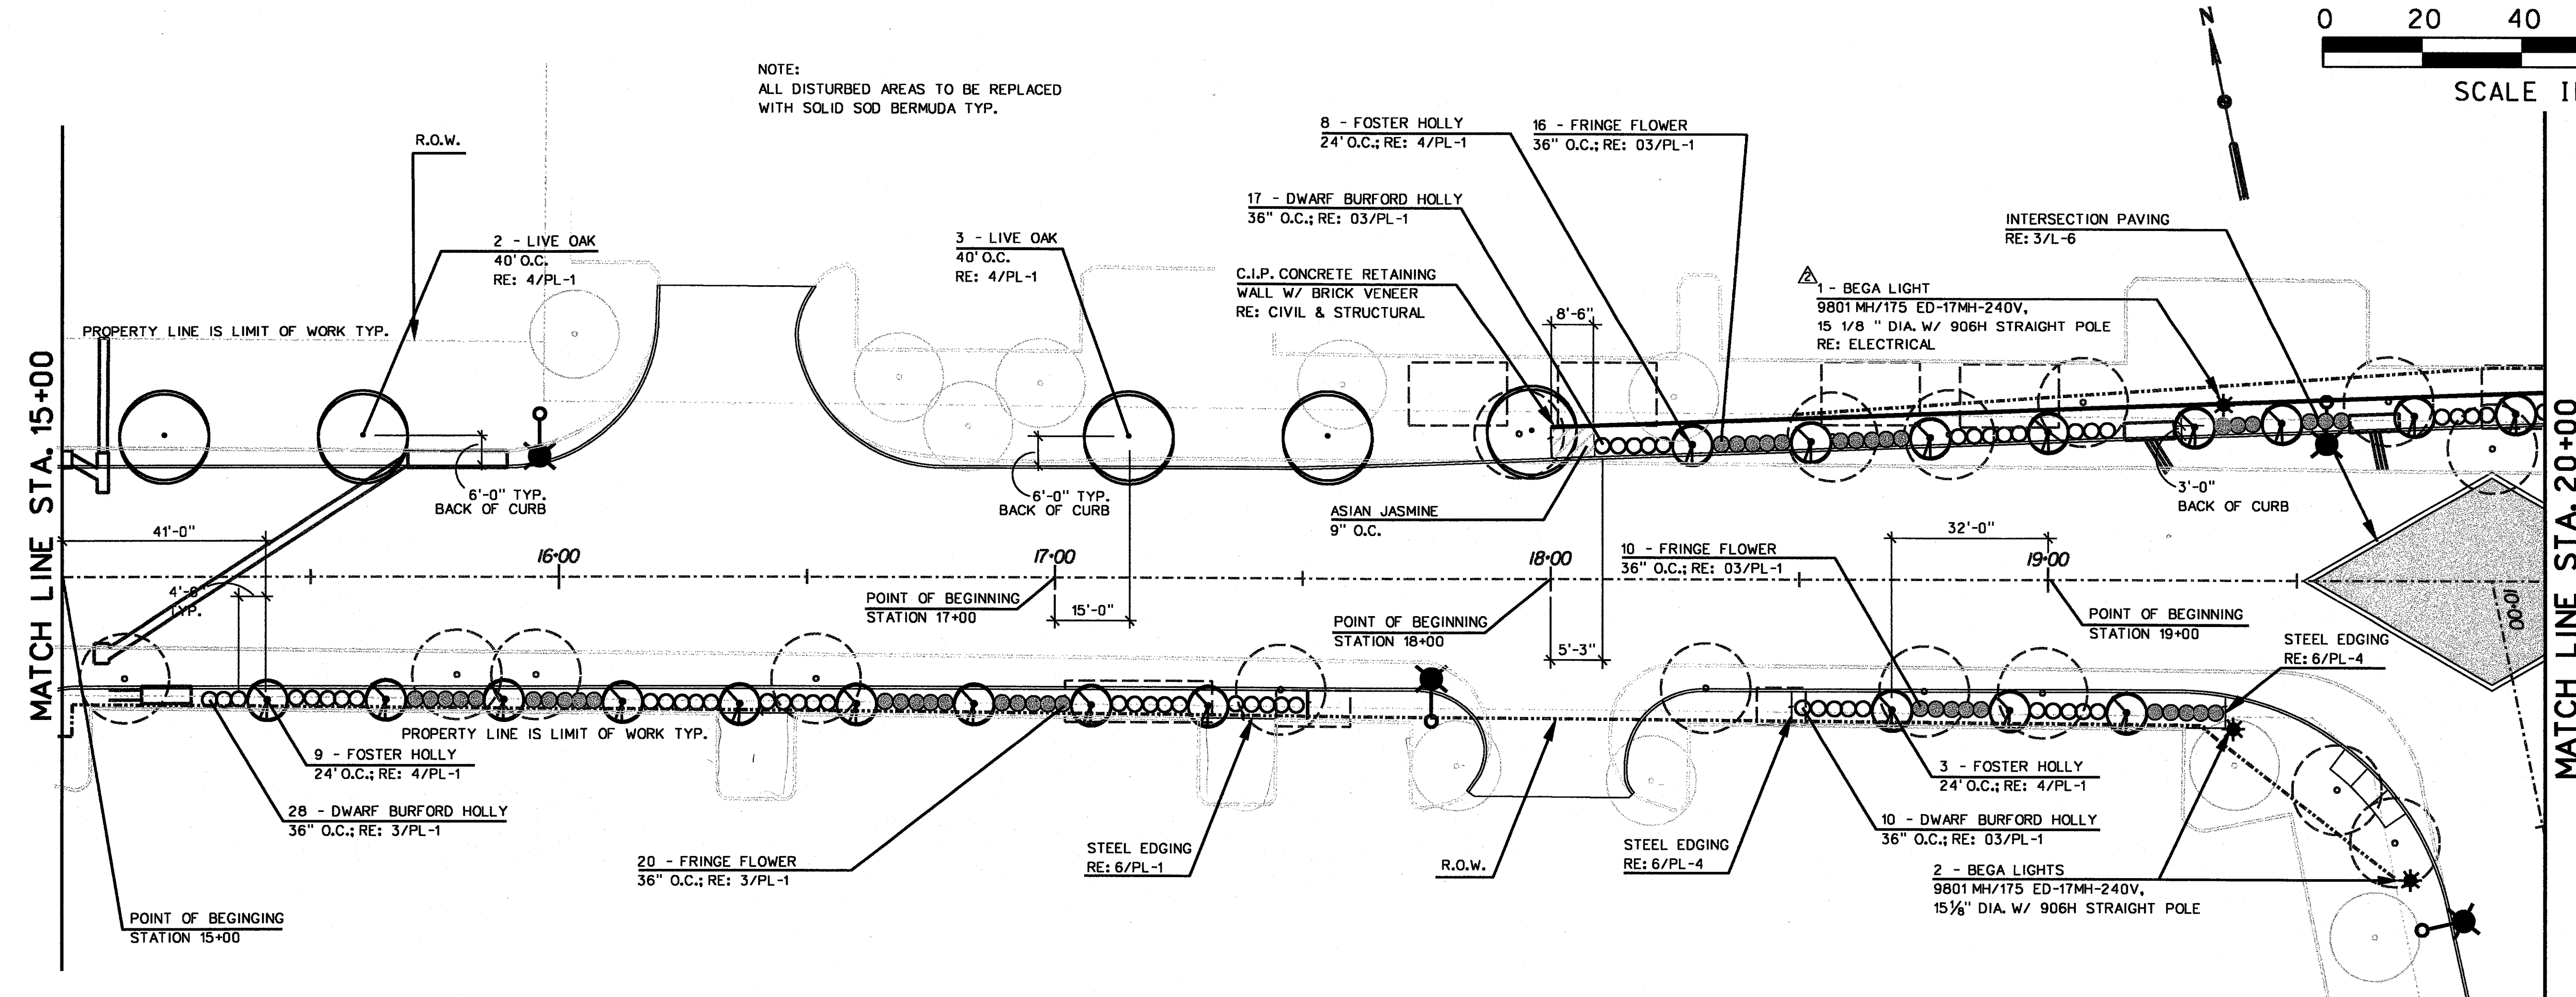 N
0 20 40
SCALE
NOTE:
ALL DISTURBED AREAS TO BE REPLACED
WITH SOLID SOD BERMUDA TYP.
R.O.W.
8 - FOSTER HOLLY
24' O.C.; RE: 4/PL-1
16 - FRINGE FLOWER
36" O.C.; RE: 03/PL-1
17 - DWARF BURFORD HOLLY
36" O.C.; RE: 03/PL-1
2 - LIVE OAK
40' O.C.
RE: 4/PL-1
3 - LIVE OAK
40' O.C.
RE: 4/PL-1
C.I.P. CONCRETE RETAINING
WALL W/ BRICK VENEER
RE: CIVIL & STRUCTURAL
INTERSECTION PAVING
RE: 3/L-6
2
1 - BEGA LIGHT
9801 MH/175 ED-17MH-240V,
15 1/8 " DIA. W/ 906H STRAIGHT POLE
RE: ELECTRICAL
8'-6"
PROPERTY LINE IS LIMIT OF WORK TYP.
MATCH LINE STA. 15+00
MATCH LINE STA. 20+00
6'-0" TYP.
BACK OF CURB
6'-0" TYP.
BACK OF CURB
3'-0"
BACK OF CURB
ASIAN JASMINE
9" O.C.
41'-0"
32'-0"
16+00
17+00
18+00
19+00
10+00
10 - FRINGE FLOWER
36" O.C.; RE: 03/PL-1
4'-6"
TYP.
POINT OF BEGINNING
STATION 17+00
15'-0"
POINT OF BEGINNING
STATION 18+00
5'-3"
POINT OF BEGINNING
STATION 19+00
STEEL EDGING
RE: 6/PL-4
PROPERTY LINE IS LIMIT OF WORK TYP.
9 - FOSTER HOLLY
24' O.C.; RE: 4/PL-1
28 - DWARF BURFORD HOLLY
36" O.C.; RE: 3/PL-1
20 - FRINGE FLOWER
36" O.C.; RE: 3/PL-1
STEEL EDGING
RE: 6/PL-1
R.O.W.
STEEL EDGING
RE: 6/PL-4
3 - FOSTER HOLLY
24' O.C.; RE: 4/PL-1
10 - DWARF BURFORD HOLLY
36" O.C.; RE: 03/PL-1
2 - BEGA LIGHTS
9801 MH/175 ED-17MH-240V,
15⅛" DIA. W/ 906H STRAIGHT POLE
POINT OF BEGINGING
STATION 15+00